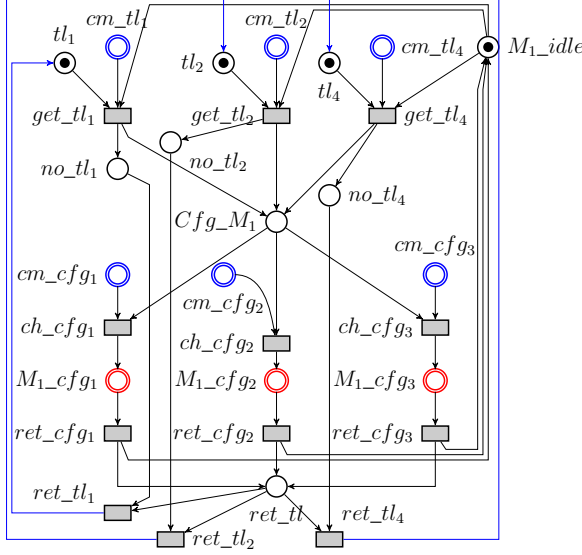 cm_tl₁ cm_tl₂
tl₁ tl₂ tl₄ cm_tl₄ M₁_idle
get_tl₁ get_tl₂ get_tl₄
no_tl₁ no_tl₂ no_tl₄
Cfg_M₁
cm_cfg₁ cm_cfg₂ cm_cfg₃
ch_cfg₁ ch_cfg₂ ch_cfg₃
M₁_cfg₁ M₁_cfg₂ M₁_cfg₃
ret_cfg₁ ret_cfg₂ ret_cfg₃
ret_tl₁ ret_tl ret_tl₄
ret_tl₂